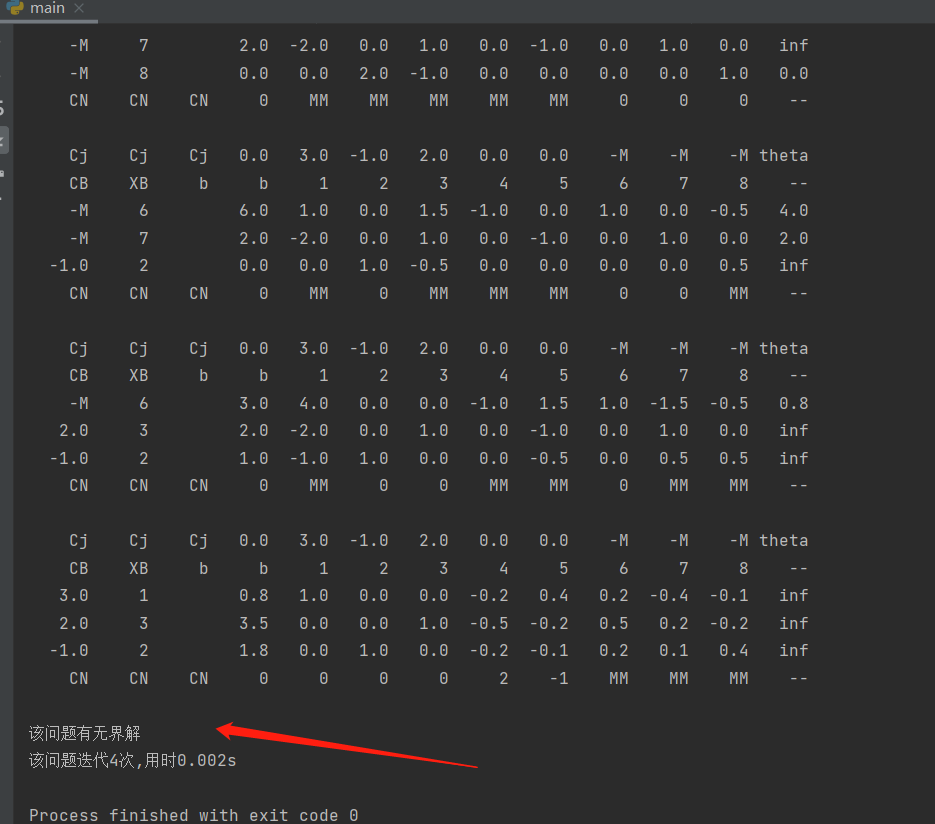 main
-M 7 2.0 -2.0 0.0 1.0 0.0 -1.0 0.0 1.0 0.0 inf
-M 8 0.0 0.0 2.0 -1.0 0.0 0.0 0.0 0.0 1.0 0.0
CN CN CN 0 MM MM MM MM MM 0 0 0 --
Cj Cj Cj 0.0 3.0 -1.0 2.0 0.0 0.0 -M -M -M theta
CB XB b b 1 2 3 4 5 6 7 8 --
-M 6 6.0 1.0 0.0 1.5 -1.0 0.0 1.0 0.0 -0.5 4.0
-M 7 2.0 -2.0 0.0 1.0 0.0 -1.0 0.0 1.0 0.0 2.0
-1.0 2 0.0 0.0 1.0 -0.5 0.0 0.0 0.0 0.0 0.5 inf
CN CN CN 0 MM 0 MM MM MM 0 0 MM --
Cj Cj Cj 0.0 3.0 -1.0 2.0 0.0 0.0 -M -M -M theta
CB XB b b 1 2 3 4 5 6 7 8 --
-M 6 3.0 4.0 0.0 0.0 -1.0 1.5 1.0 -1.5 -0.5 0.8
2.0 3 2.0 -2.0 0.0 1.0 0.0 -1.0 0.0 1.0 0.0 inf
-1.0 2 1.0 -1.0 1.0 0.0 0.0 -0.5 0.0 0.5 0.5 inf
CN CN CN 0 MM 0 0 MM MM 0 MM MM --
Cj Cj Cj 0.0 3.0 -1.0 2.0 0.0 0.0 -M -M -M theta
CB XB b b 1 2 3 4 5 6 7 8 --
3.0 1 0.8 1.0 0.0 0.0 -0.2 0.4 0.2 -0.4 -0.1 inf
2.0 3 3.5 0.0 0.0 1.0 -0.5 -0.2 0.5 0.2 -0.2 inf
-1.0 2 1.8 0.0 1.0 0.0 -0.2 -0.1 0.2 0.1 0.4 inf
CN CN CN 0 0 0 0 2 -1 MM MM MM --
该问题有无界解
该问题迭代4次,用时0.002s
Process finished with exit code 0